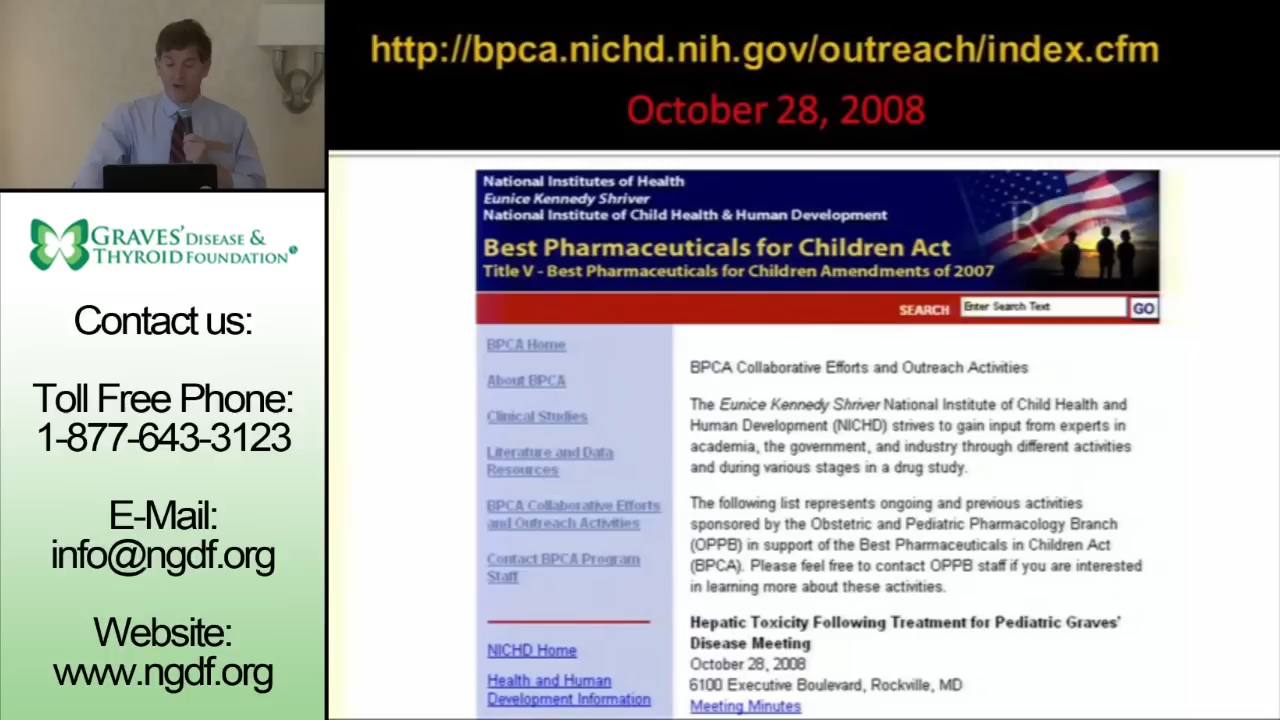 http://bpca.nichd.nih.gov/outreach/index.cfm
October 28, 2008
GRAVES' DISEASE &
THYROID FOUNDATION
Contact us:
Toll Free Phone:
1-877-643-3123
E-Mail:
info@ngdf.org
Website:
www.ngdf.org
National Institutes of Health
Eunice Kennedy Shriver
National Institute of Child Health & Human Development
Best Pharmaceuticals for Children Act
Title V - Best Pharmaceuticals for Children Amendments of 2007
SEARCH
Enter Search Text
GO
BPCA Home
About BPCA
Clinical Studies
Literature and Data
Resources
BPCA Collaborative Efforts
and Outreach Activities
Contact BPCA Program
Staff
NICHD Home
Health and Human
Development Information
BPCA Collaborative Efforts and Outreach Activities
The Eunice Kennedy Shriver National Institute of Child Health and
Human Development (NICHD) strives to gain input from experts in
academia, the government, and industry through different activities
and during various stages in a drug study.
The following list represents ongoing and previous activities
sponsored by the Obstetric and Pediatric Pharmacology Branch
(OPPB) in support of the Best Pharmaceuticals in Children Act
(BPCA). Please feel free to contact OPPB staff if you are interested
in learning more about these activities.
Hepatic Toxicity Following Treatment for Pediatric Graves'
Disease Meeting
October 28, 2008
6100 Executive Boulevard, Rockville, MD
Meeting Minutes